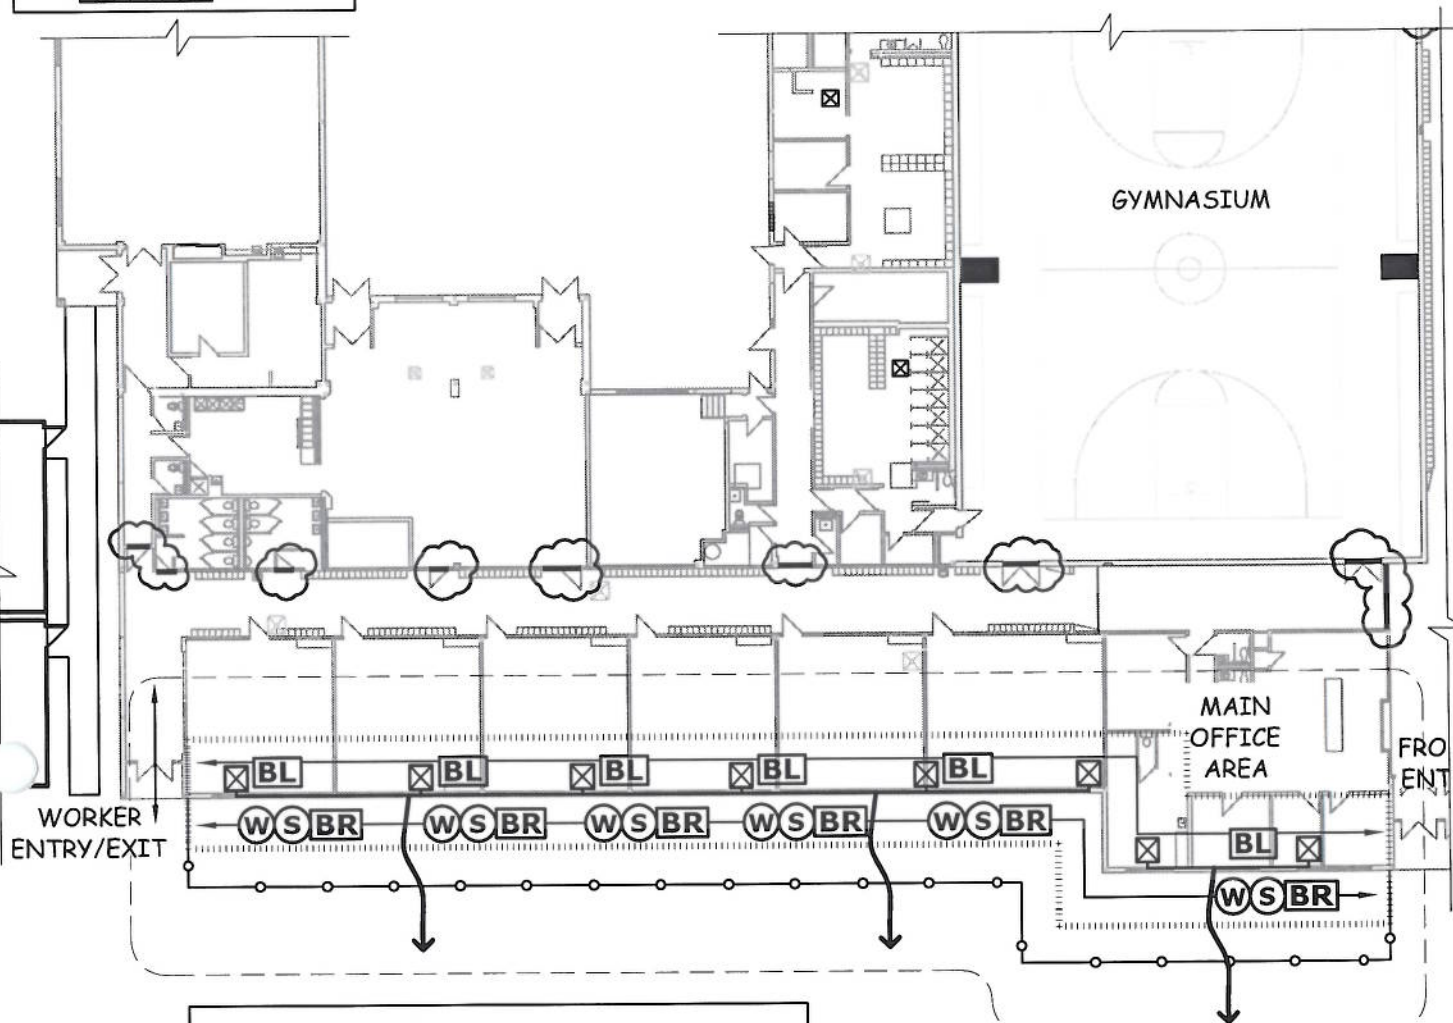 GYMNASIUM
MAIN
OFFICE
AREA
FRO
ENT
BL BL BL BL BL
WORKER
ENTRY/EXIT
W S BR W S BR W S BR W S BR W S BR
BL
W S BR